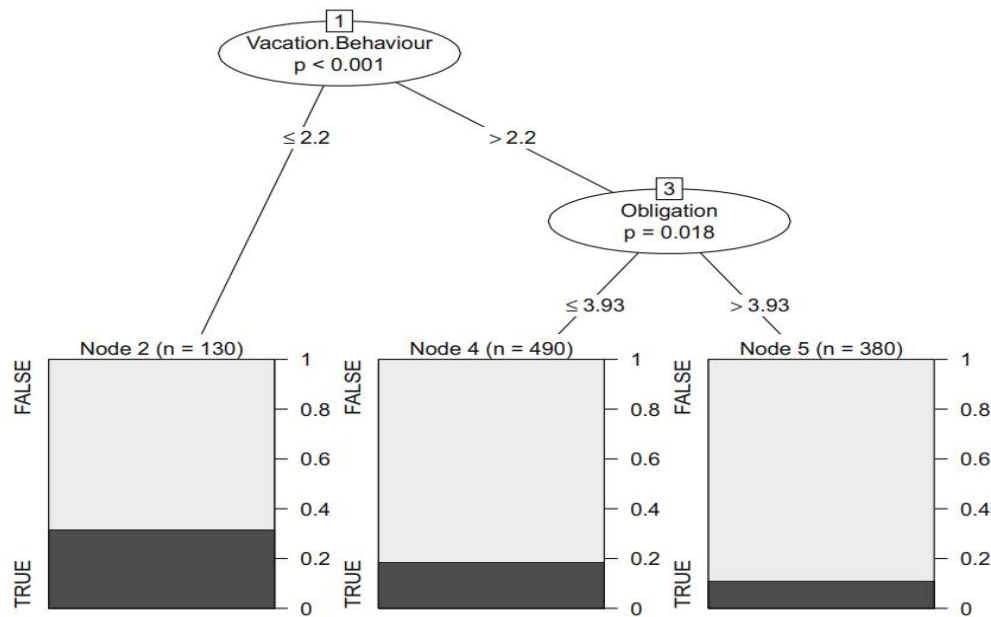 1
Vacation.Behaviour
p < 0.001
≤ 2.2
> 2.2
3
Obligation
p = 0.018
≤ 3.93
> 3.93
Node 2 (n = 130)
FALSE
TRUE
1
0.8
0.6
0.4
0.2
0
Node 4 (n = 490)
FALSE
TRUE
1
0.8
0.6
0.4
0.2
0
Node 5 (n = 380)
FALSE
TRUE
1
0.8
0.6
0.4
0.2
0